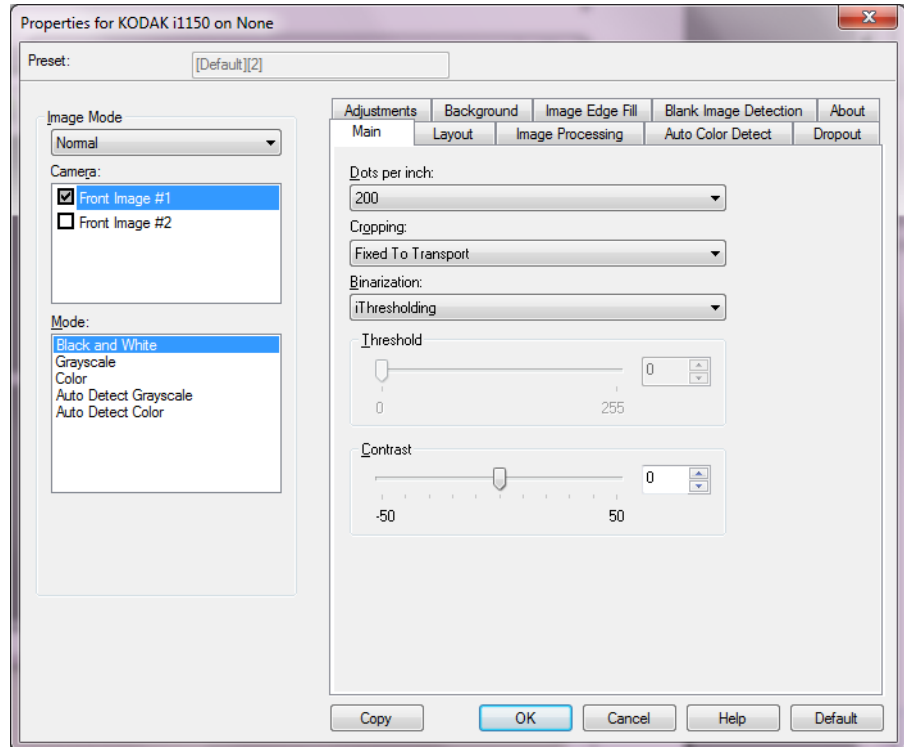 Properties for KODAK i1150 on None
Preset:
[Default][2]
Image Mode
Normal
Camera:
Front Image #1
Front Image #2
Mode:
Black and White
Grayscale
Color
Auto Detect Grayscale
Auto Detect Color
Adjustments Background Image Edge Fill Blank Image Detection About
Main Layout Image Processing Auto Color Detect Dropout
Dots per inch:
200
Cropping:
Fixed To Transport
Binarization:
iThresholding
Threshold
0
0 255
Contrast
0
-50 50
Copy OK Cancel Help Default